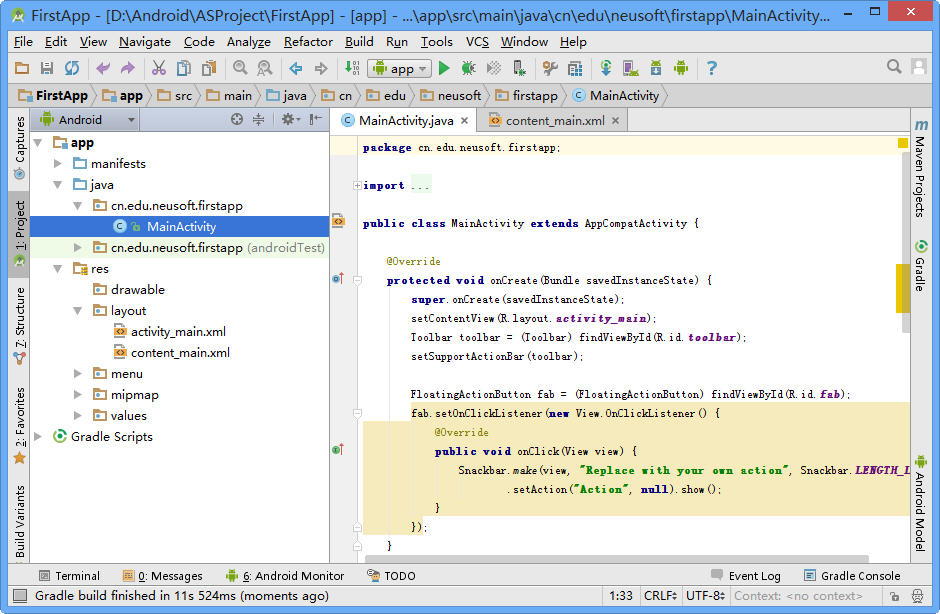 FirstApp - [D:\Android\ASProject\FirstApp] - [app] - ...\app\src\main\java\cn\edu\neusoft\firstapp\MainActivity...
File Edit View Navigate Code Analyze Refactor Build Run Tools VCS Window Help
app
FirstApp app src main java cn edu neusoft firstapp MainActivity
Android
MainActivity.java
content_main.xml
Captures
1: Project
Z: Structure
2: Favorites
Build Variants
app
manifests
java
cn.edu.neusoft.firstapp
MainActivity
cn.edu.neusoft.firstapp (androidTest)
res
drawable
layout
activity_main.xml
content_main.xml
menu
mipmap
values
Gradle Scripts
package cn.edu.neusoft.firstapp;
import ...
public class MainActivity extends AppCompatActivity {
@Override
protected void onCreate(Bundle savedInstanceState) {
super.onCreate(savedInstanceState);
setContentView(R.layout.activity_main);
Toolbar toolbar = (Toolbar) findViewById(R.id.toolbar);
setSupportActionBar(toolbar);
FloatingActionButton fab = (FloatingActionButton) findViewById(R.id.fab);
fab.setOnClickListener(new View.OnClickListener() {
@Override
public void onClick(View view) {
Snackbar.make(view, "Replace with your own action", Snackbar.LENGTH_L
.setAction("Action", null).show();
}
});
}
Maven Projects
Gradle
Android Model
Terminal 0: Messages 6: Android Monitor TODO Event Log Gradle Console
Gradle build finished in 11s 524ms (moments ago) 1:33 CRLF UTF-8 Context: <no context>